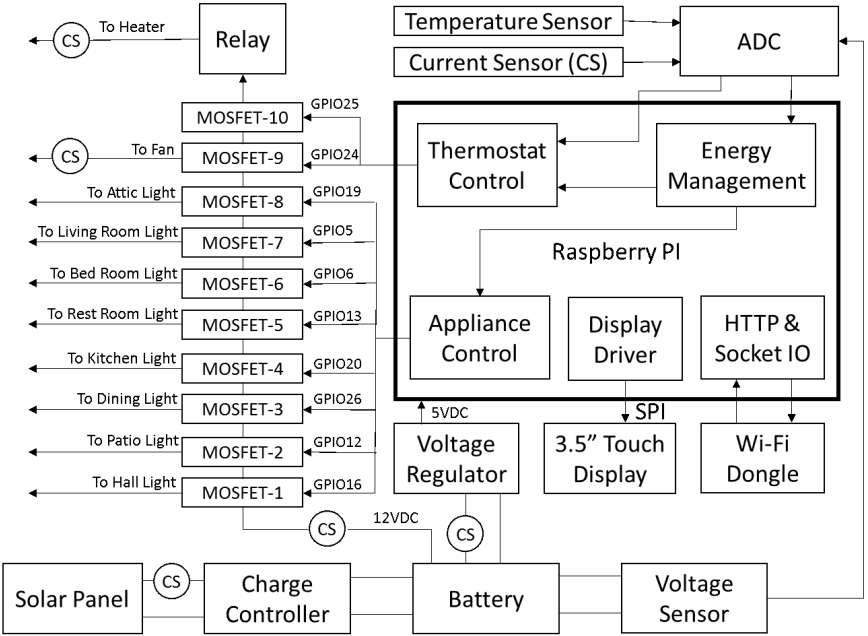 To Heater
CS
Relay
Temperature Sensor
Current Sensor (CS)
ADC
MOSFET-10
GPIO25
To Fan
CS
MOSFET-9
GPIO24
Thermostat
Control
Energy
Management
To Attic Light
MOSFET-8
GPIO19
To Living Room Light
MOSFET-7
GPIO5
Raspberry PI
To Bed Room Light
MOSFET-6
GPIO6
To Rest Room Light
MOSFET-5
GPIO13
Appliance
Control
Display
Driver
HTTP &
Socket IO
To Kitchen Light
MOSFET-4
GPIO20
To Dining Light
MOSFET-3
GPIO26
5VDC
SPI
To Patio Light
MOSFET-2
GPIO12
Voltage
Regulator
3.5” Touch
Display
Wi-Fi
Dongle
To Hall Light
MOSFET-1
GPIO16
CS
12VDC
CS
Solar Panel
CS
Charge
Controller
Battery
Voltage
Sensor